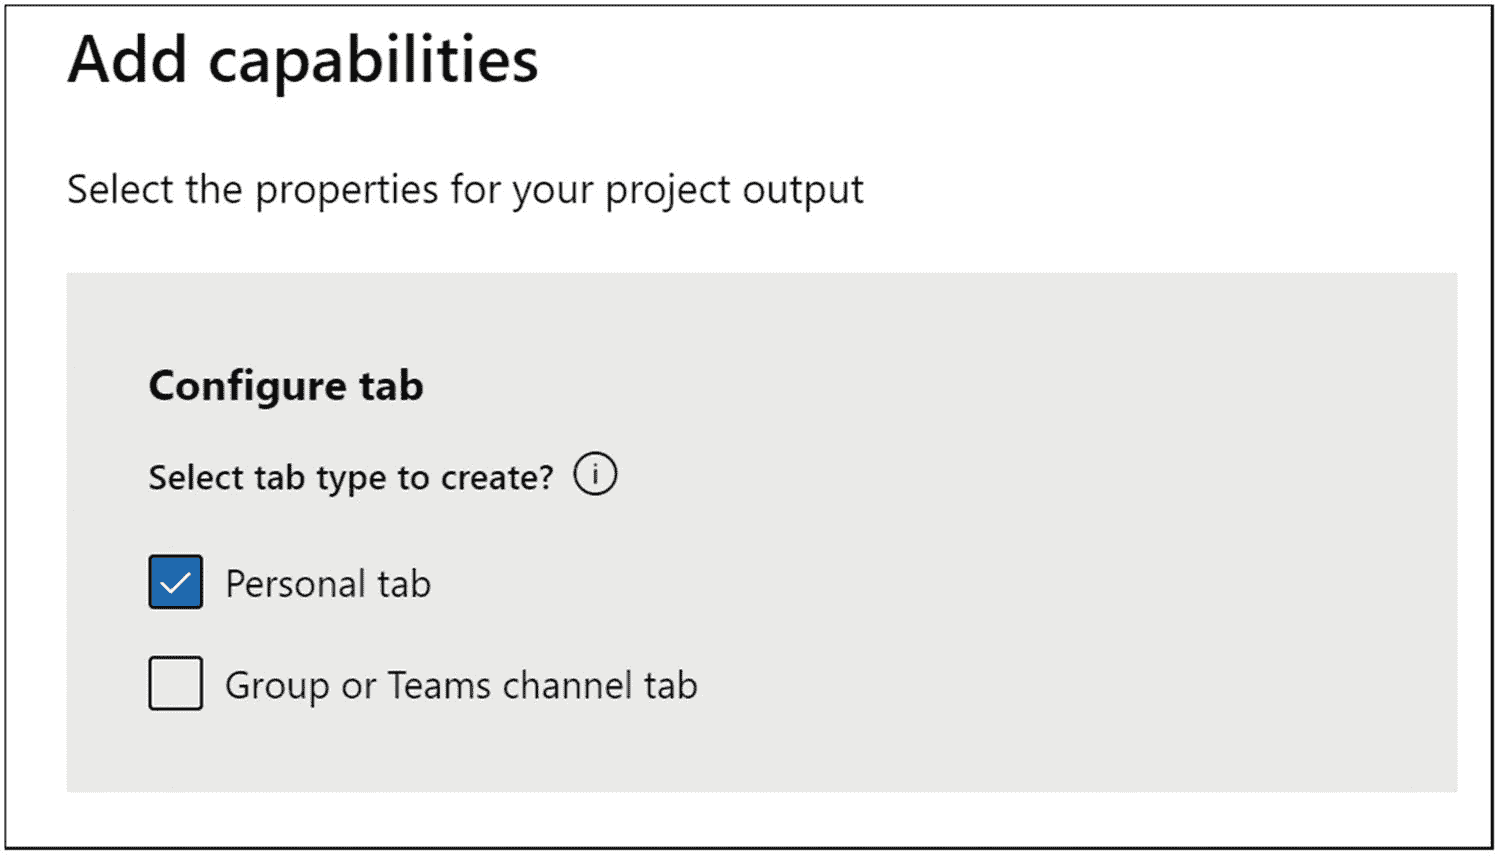 Add capabilities
Select the properties for your project output
Configure tab
Select tab type to create?
Personal tab
Group or Teams channel tab